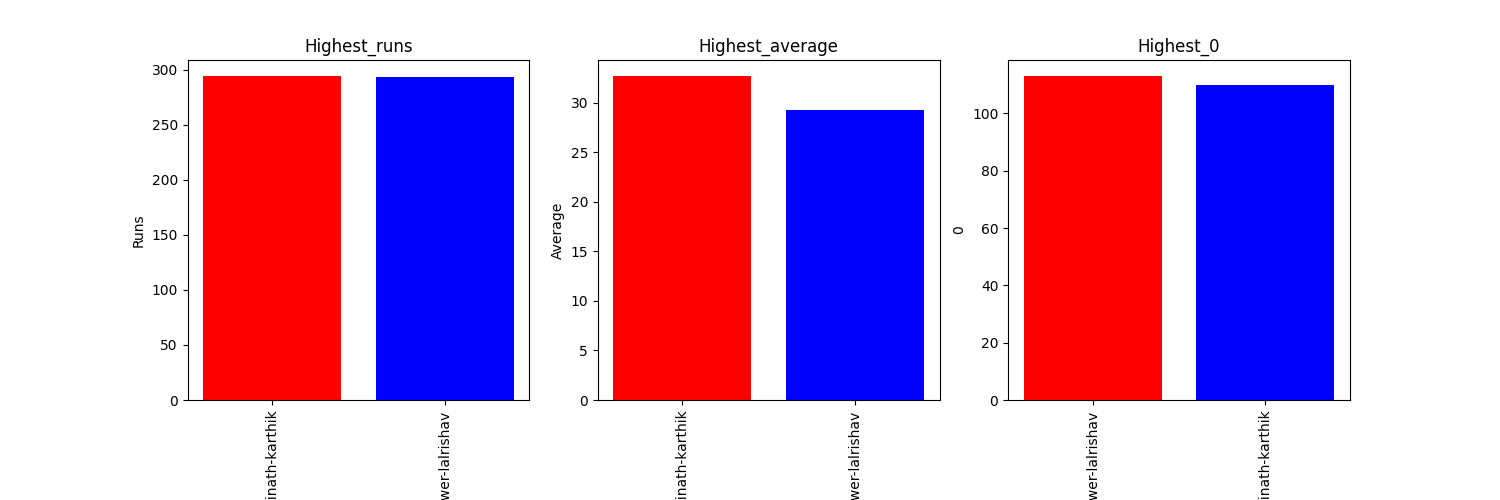 Highest_runs
Runs
300
250
200
150
100
50
0
inath-karthik
wer-lalrishav
Highest_average
Average
30
25
20
15
10
5
0
inath-karthik
wer-lalrishav
Highest_0
0
100
80
60
40
20
0
wer-lalrishav
inath-karthik